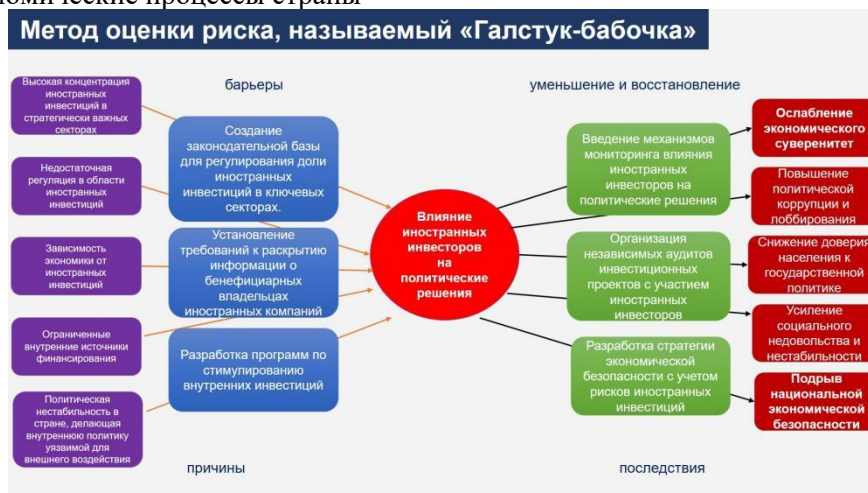 номические процессы страны
Метод оценки риска, называемый «Галстук-бабочка»
барьеры
уменьшение и восстановление
Высокая концентрация
иностранных
инвестиций в
стратегически важных
секторах
Недостаточная
регуляция в области
иностранных
инвестиций
Зависимость
экономики от
иностранных
инвестиций
Ограниченные
внутренние источники
финансирования
Политическая
нестабильность в
стране, делающая
внутреннюю политику
уязвимой для
внешнего воздействия
Создание
законодательной базы
для регулирования доли
иностранных
инвестиций в ключевых
секторах.
Установление
требований к раскрытию
информации о
бенефициарных
владельцах
иностранных компаний
Разработка программ по
стимулированию
внутренних инвестиций
Влияние
иностранных
инвесторов
на
политические
решения
Введение механизмов
мониторинга влияния
иностранных
инвесторов на
политические решения
Организация
независимых аудитов
инвестиционных
проектов с участием
иностранных
инвесторов
Разработка стратегии
экономической
безопасности с учетом
рисков иностранных
инвестиций
Ослабление
экономического
суверенитет
Повышение
политической
коррупции и
лоббирования
Снижение доверия
населения к
государственной
политике
Усиление
социального
недовольства и
нестабильности
Подрыв
национальной
экономической
безопасности
причины
последствия